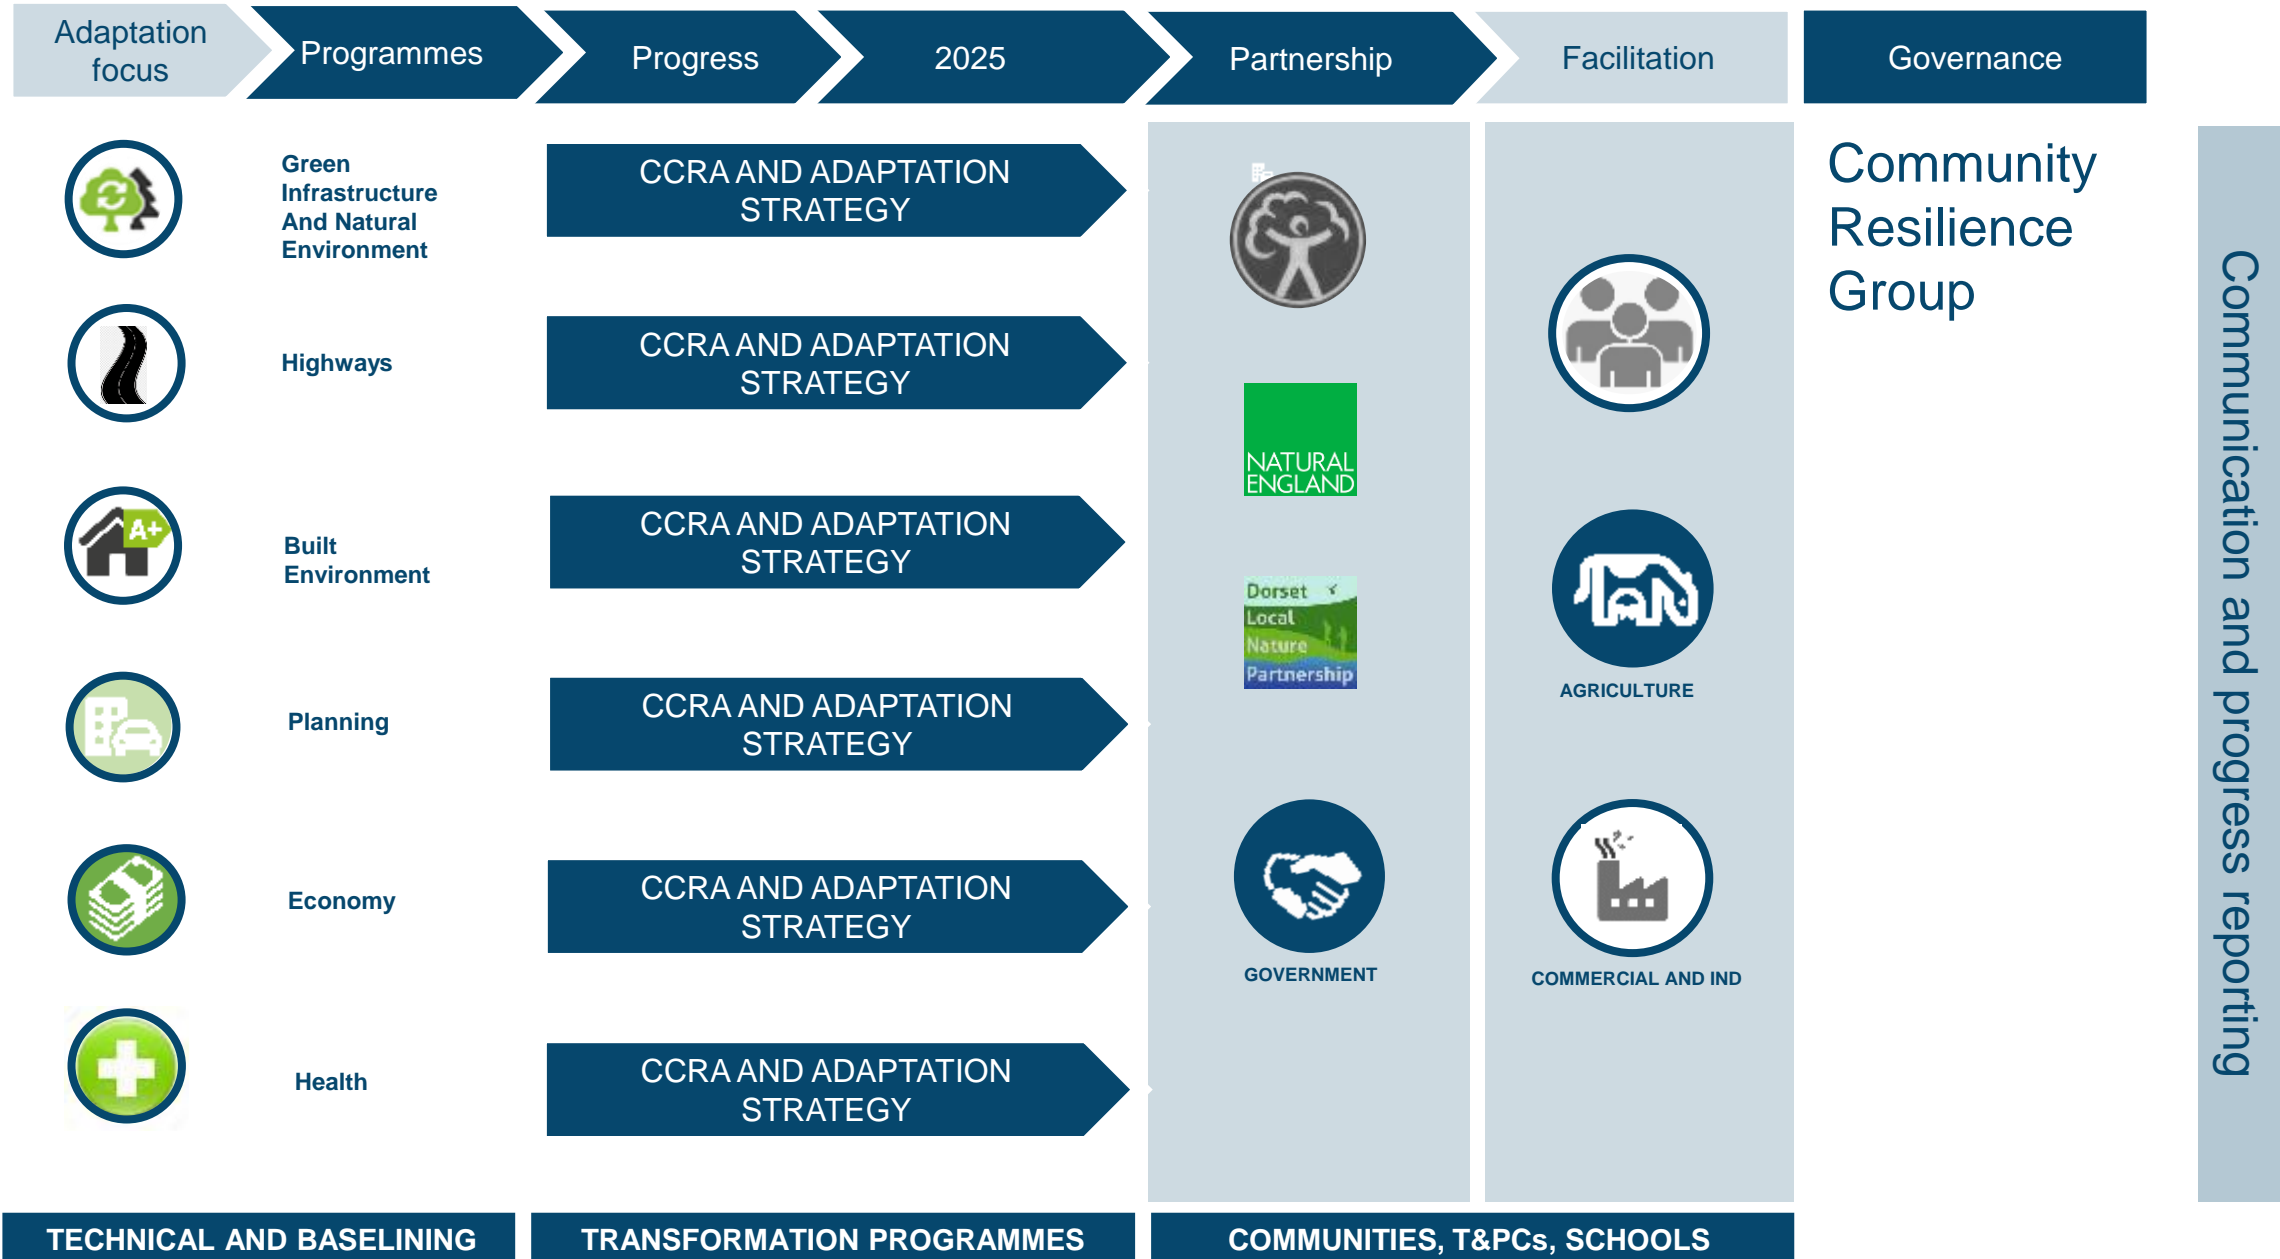 Adaptation
focus
Programmes
Progress
2025
Partnership
Facilitation
Governance
Green
Infrastructure
And Natural
Environment
CCRA AND ADAPTATION
STRATEGY
Highways
CCRA AND ADAPTATION
STRATEGY
Built
Environment
A+
CCRA AND ADAPTATION
STRATEGY
Planning
CCRA AND ADAPTATION
STRATEGY
Economy
CCRA AND ADAPTATION
STRATEGY
Health
CCRA AND ADAPTATION
STRATEGY
NATURAL
ENGLAND
Dorset
Local
Nature
Partnership
GOVERNMENT
AGRICULTURE
COMMERCIAL AND IND
Community
Resilience
Group
Communication and progress reporting
TECHNICAL AND BASELINING
TRANSFORMATION PROGRAMMES
COMMUNITIES, T&PCs, SCHOOLS